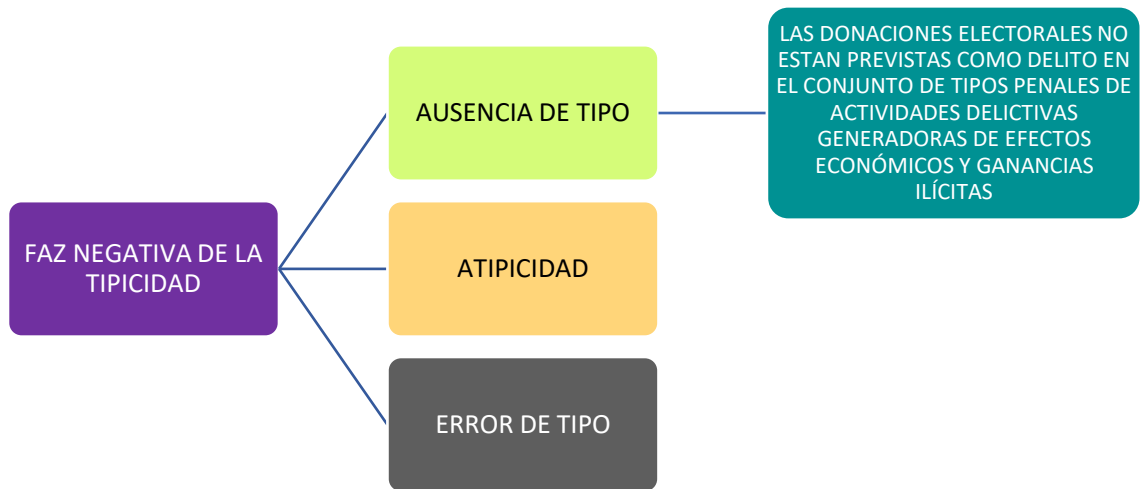 FAZ NEGATIVA DE LA
TIPICIDAD
AUSENCIA DE TIPO
LAS DONACIONES ELECTORALES NO
ESTAN PREVISTAS COMO DELITO EN
EL CONJUNTO DE TIPOS PENALES DE
ACTIVIDADES DELICTIVAS
GENERADORAS DE EFECTOS
ECONÓMICOS Y GANANCIAS
ILÍCITAS
ATIPICIDAD
ERROR DE TIPO